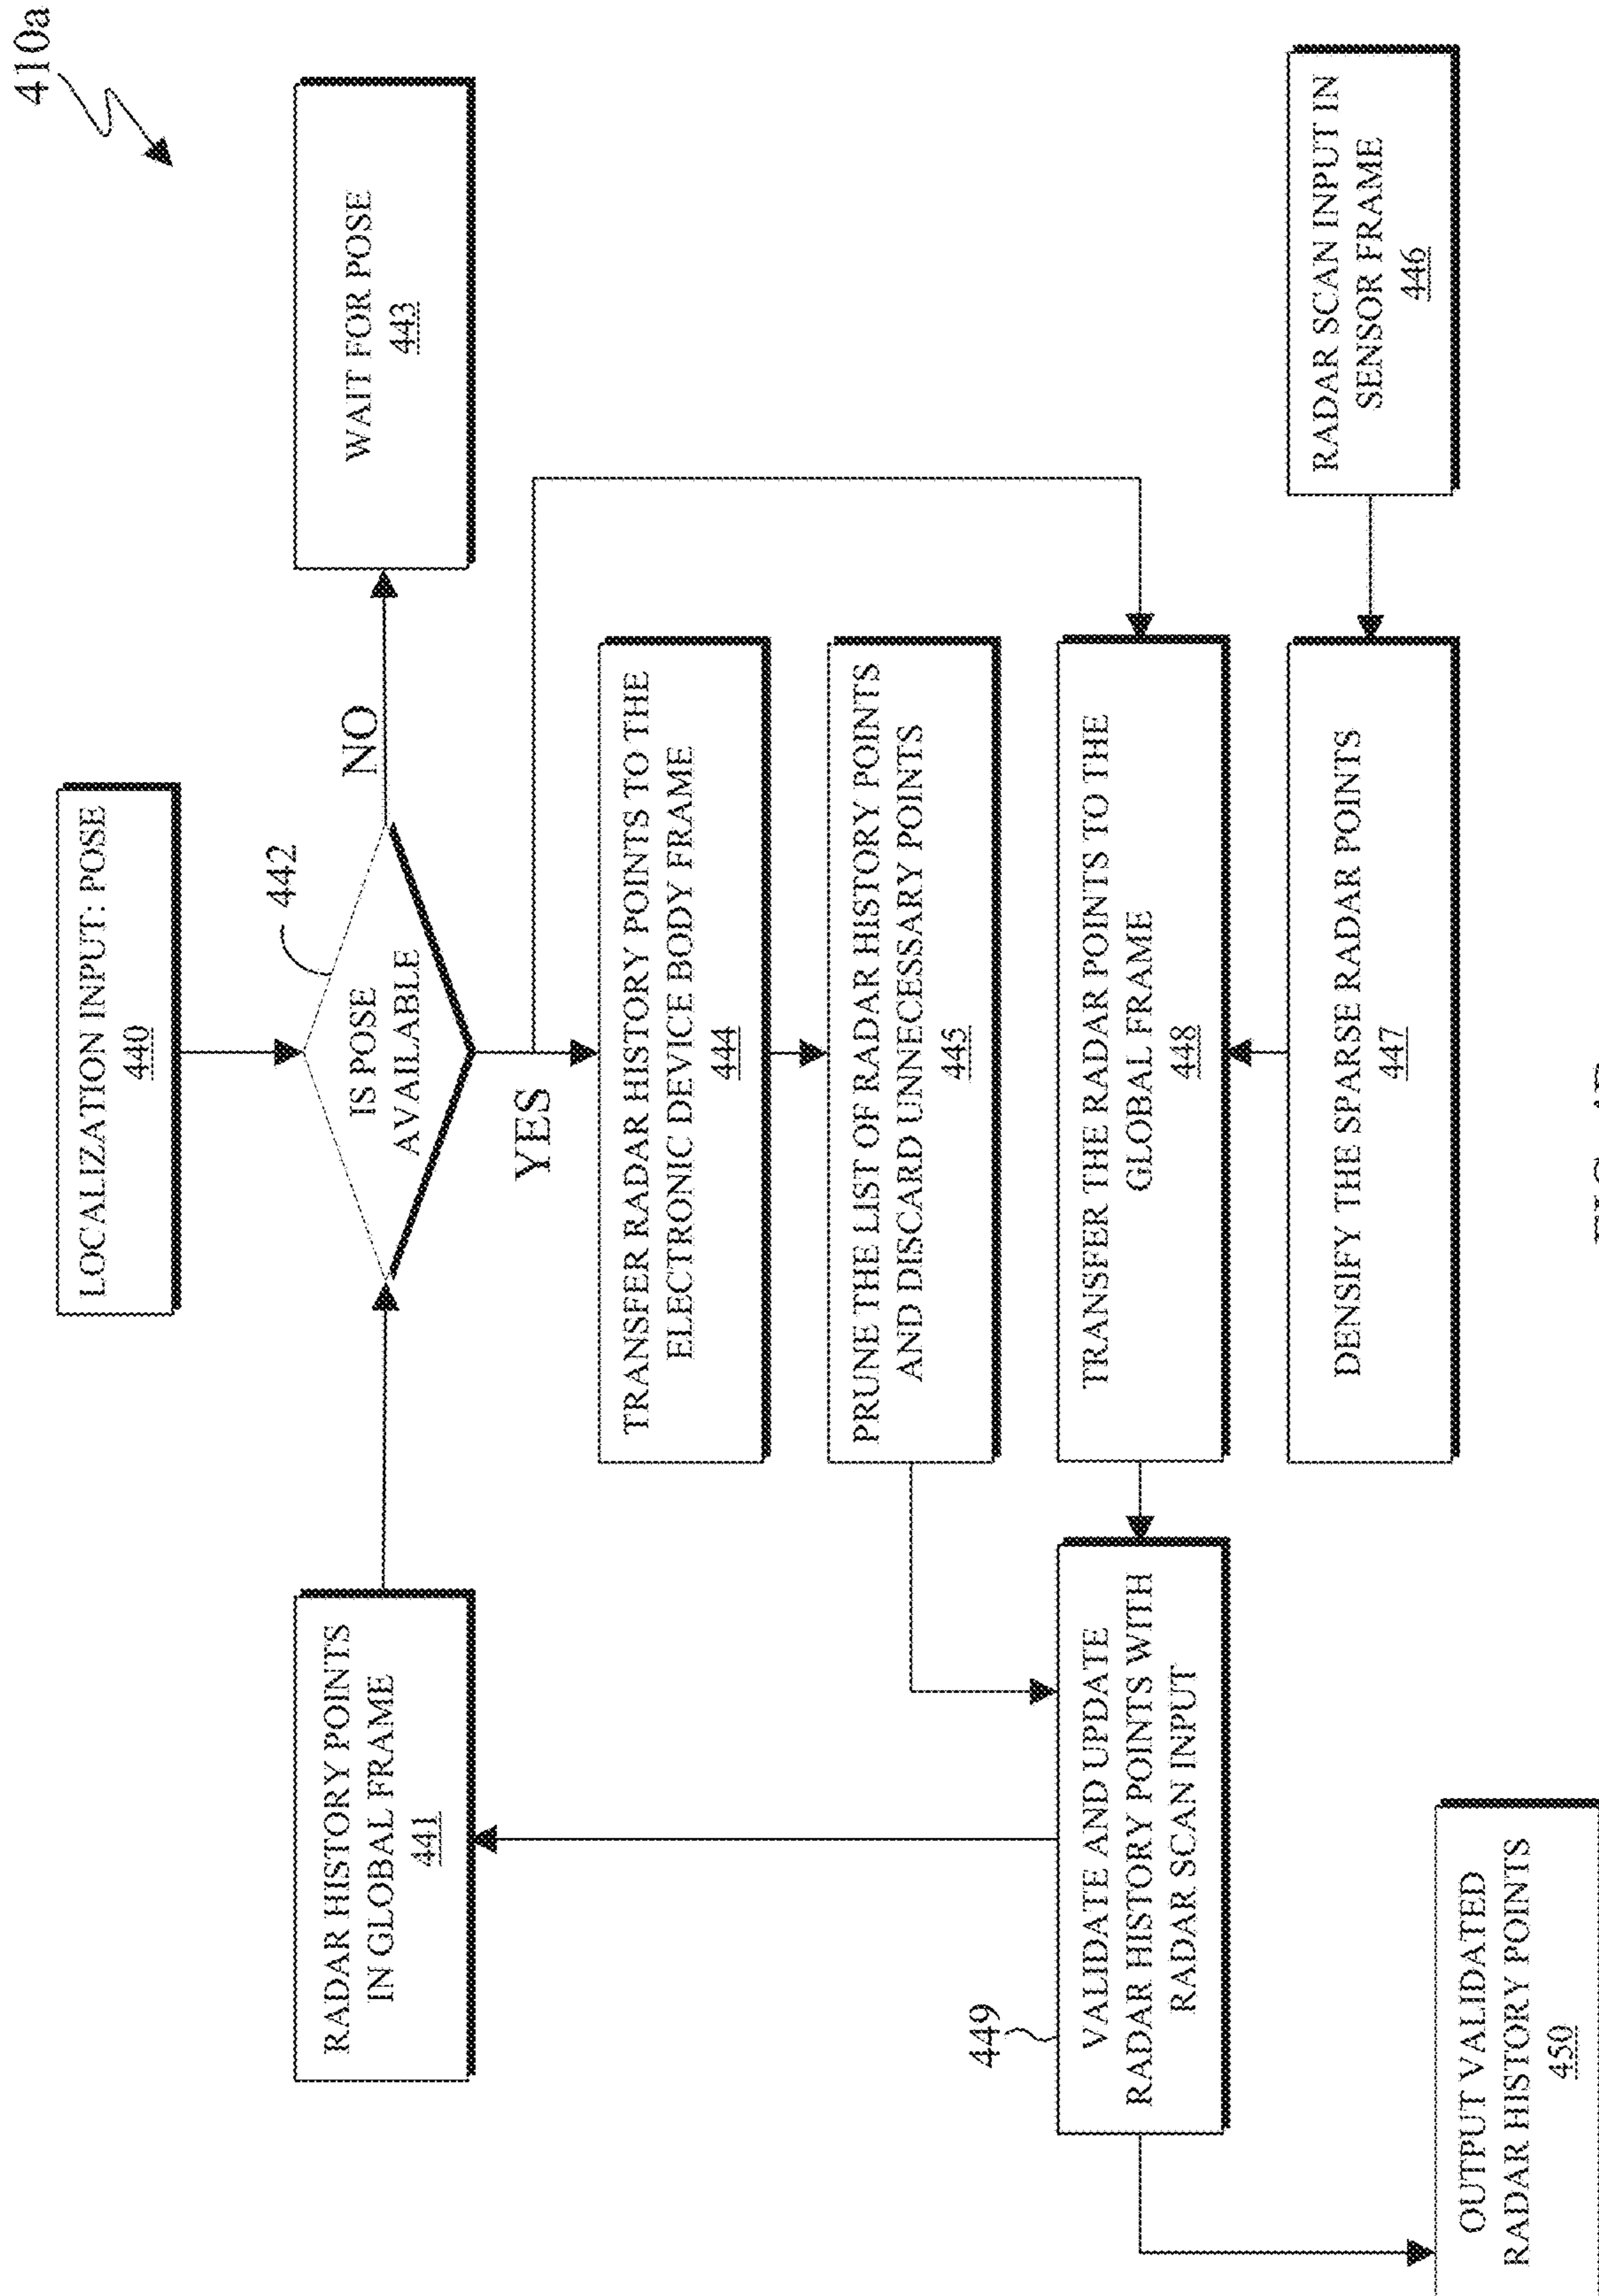 410a
LOCALIZATION INPUT: POSE
440
RADAR HISTORY POINTS
IN GLOBAL FRAME
441
442
IS POSE
AVAILABLE
NO
WAIT FOR POSE
443
YES
TRANSFER RADAR HISTORY POINTS TO THE
ELECTRONIC DEVICE BODY FRAME
444
PRUNE THE LIST OF RADAR HISTORY POINTS
AND DISCARD UNNECESSARY POINTS
445
449
VALIDATE AND UPDATE
RADAR HISTORY POINTS WITH
RADAR SCAN INPUT
TRANSFER THE RADAR POINTS TO THE
GLOBAL FRAME
448
DENSIFY THE SPARSE RADAR POINTS
447
RADAR SCAN INPUT IN
SENSOR FRAME
446
OUTPUT VALIDATED
RADAR HISTORY POINTS
450